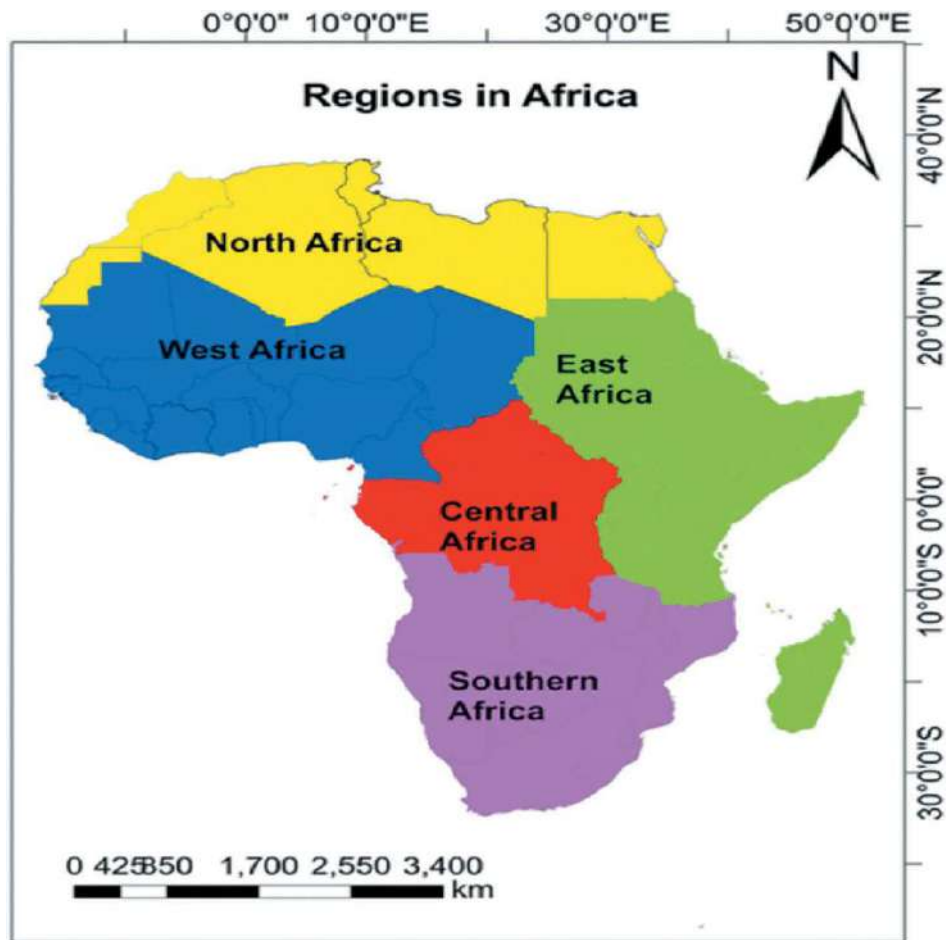 0°0'0" 10°0'0"E 30°0'0"E 50°0'0"E
Regions in Africa
N
40°0'0"N
North Africa
20°0'0"N
West Africa
East
Africa
0°0'0"
Central
Africa
10°0'0"S
Southern
Africa
30°0'0"S
0 425850 1,700 2,550 3,400
km